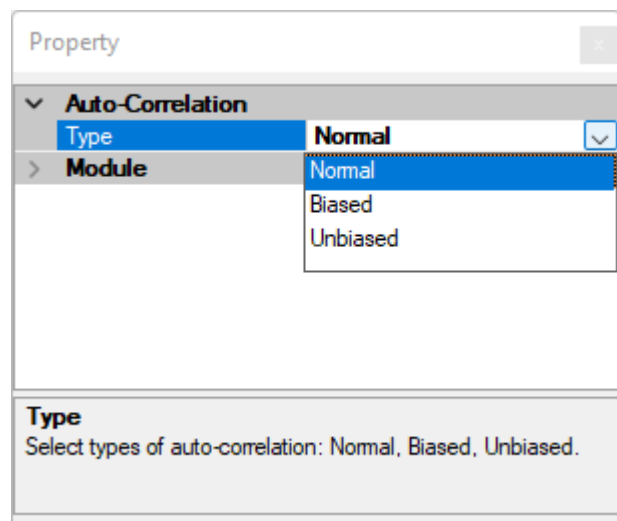 Property
Auto-Correlation
Type Normal
Module Normal
Biased
Unbiased
Type
Select types of auto-correlation: Normal, Biased, Unbiased.